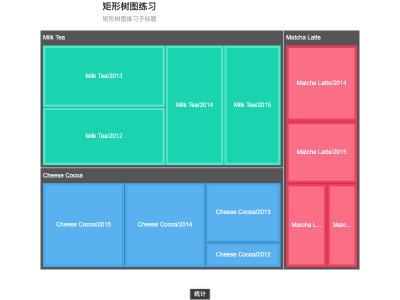 矩形树图练习
矩形树图练习子标题
Milk Tea
Matcha Latte
Milk Tea/2013
Milk Tea/2012
Milk Tea/2014
Milk Tea/2015
Matcha Latte/2014
Matcha Latte/2015
Matcha L...
Matc...
Cheese Cocoa
Cheese Cocoa/2015
Cheese Cocoa/2014
Cheese Cocoa/2013
Cheese Cocoa/2012
统计